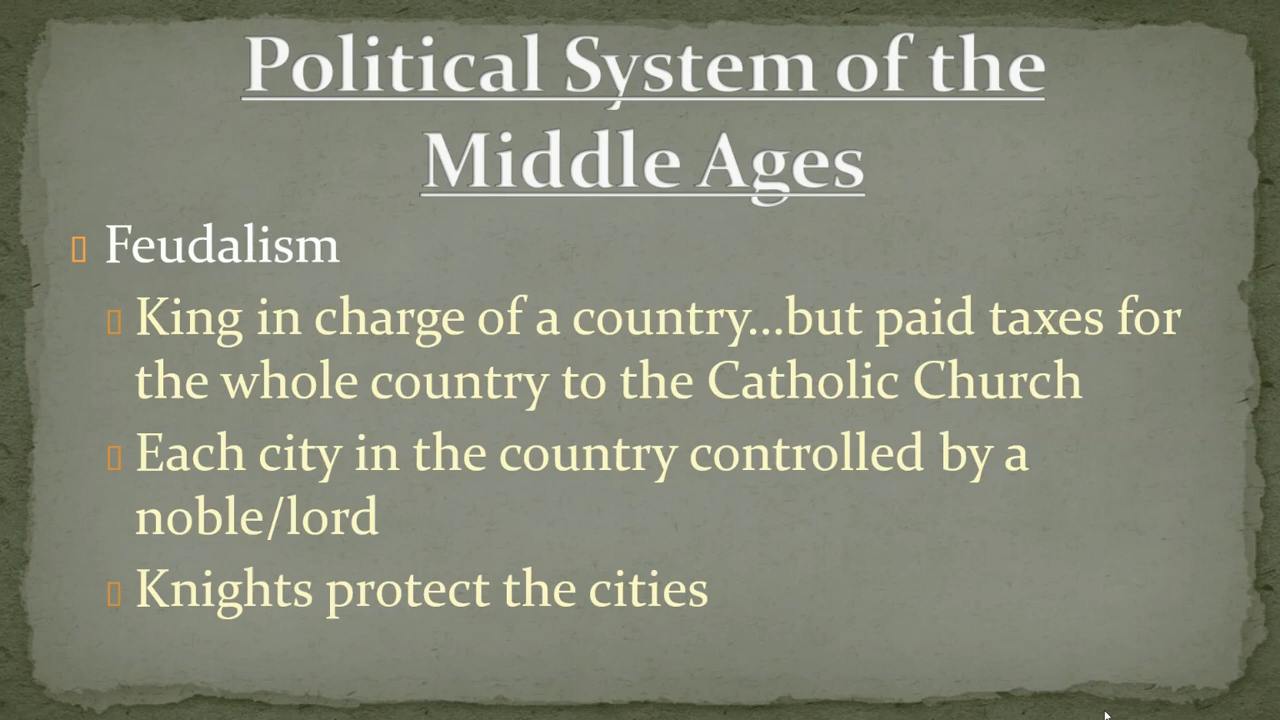 Political System of the
Middle Ages
Feudalism
King in charge of a country...but paid taxes for
the whole country to the Catholic Church
Each city in the country controlled by a
noble/lord
Knights protect the cities